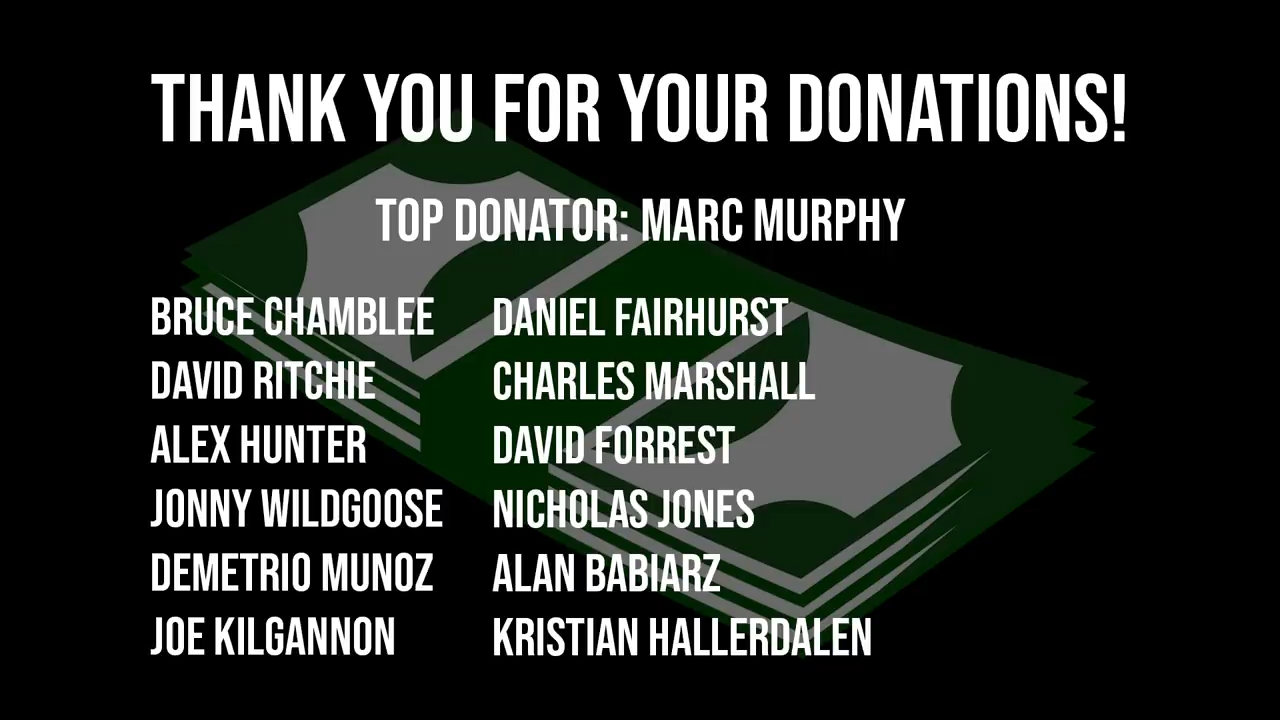 THANK YOU FOR YOUR DONATIONS!
TOP DONATOR: MARC MURPHY
BRUCE CHAMBLEE
DAVID RITCHIE
ALEX HUNTER
JONNY WILDGOOSE
DEMETRIO MUNOZ
JOE KILGANNON
DANIEL FAIRHURST
CHARLES MARSHALL
DAVID FORREST
NICHOLAS JONES
ALAN BABIARZ
KRISTIAN HALLERDALEN